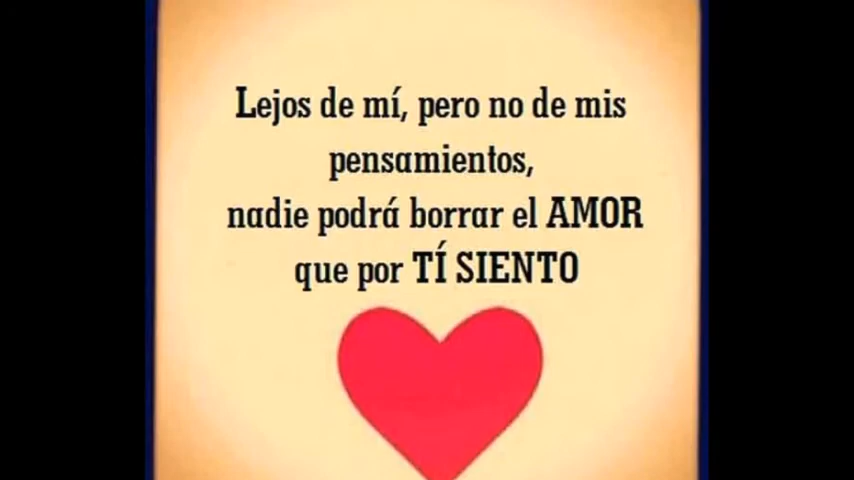 Lejos de mí, pero no de mis
pensamientos,
nadie podrá borrar el AMOR
que por TÍ SIENTO